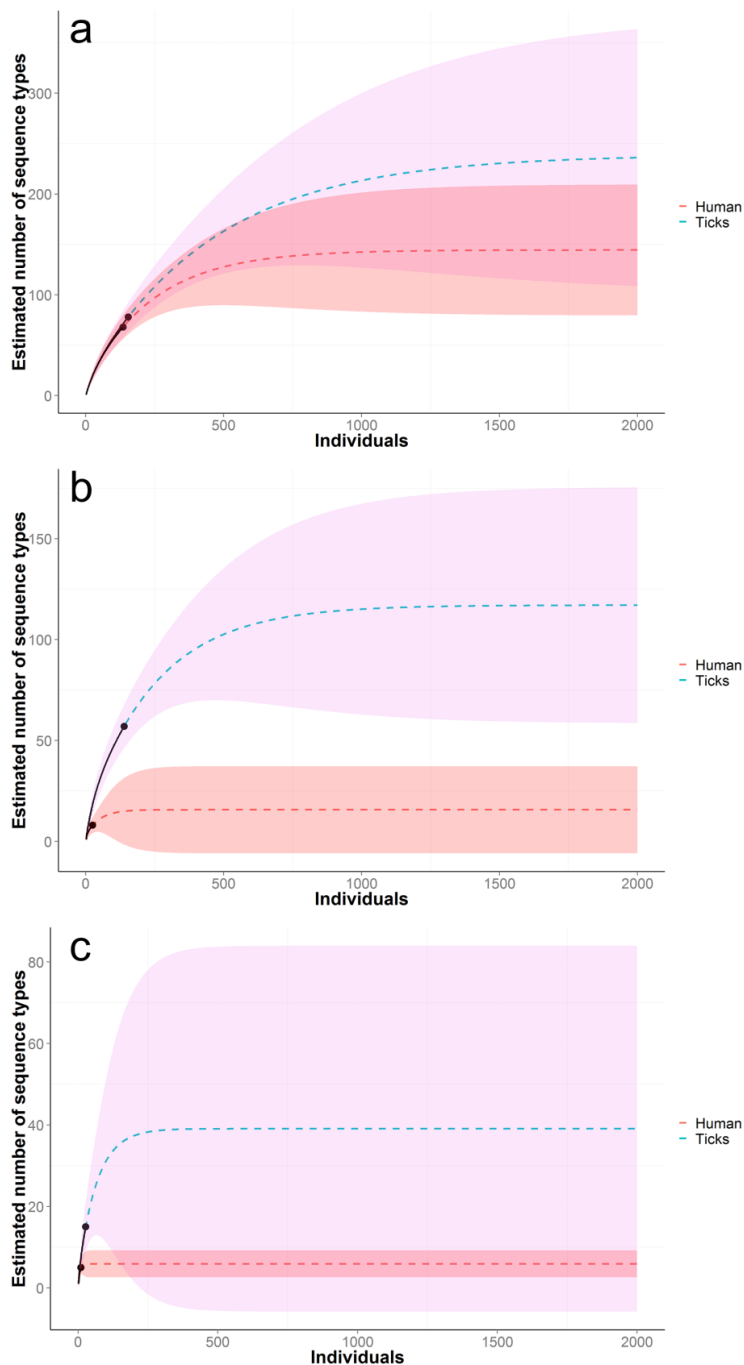 a
Estimated number of sequence types
300
200
100
0
0 500 1000 1500 2000
Individuals
Human
Ticks
b
Estimated number of sequence types
150
100
50
0
0 500 1000 1500 2000
Individuals
Human
Ticks
c
Estimated number of sequence types
80
60
40
20
0
0 500 1000 1500 2000
Individuals
Human
Ticks